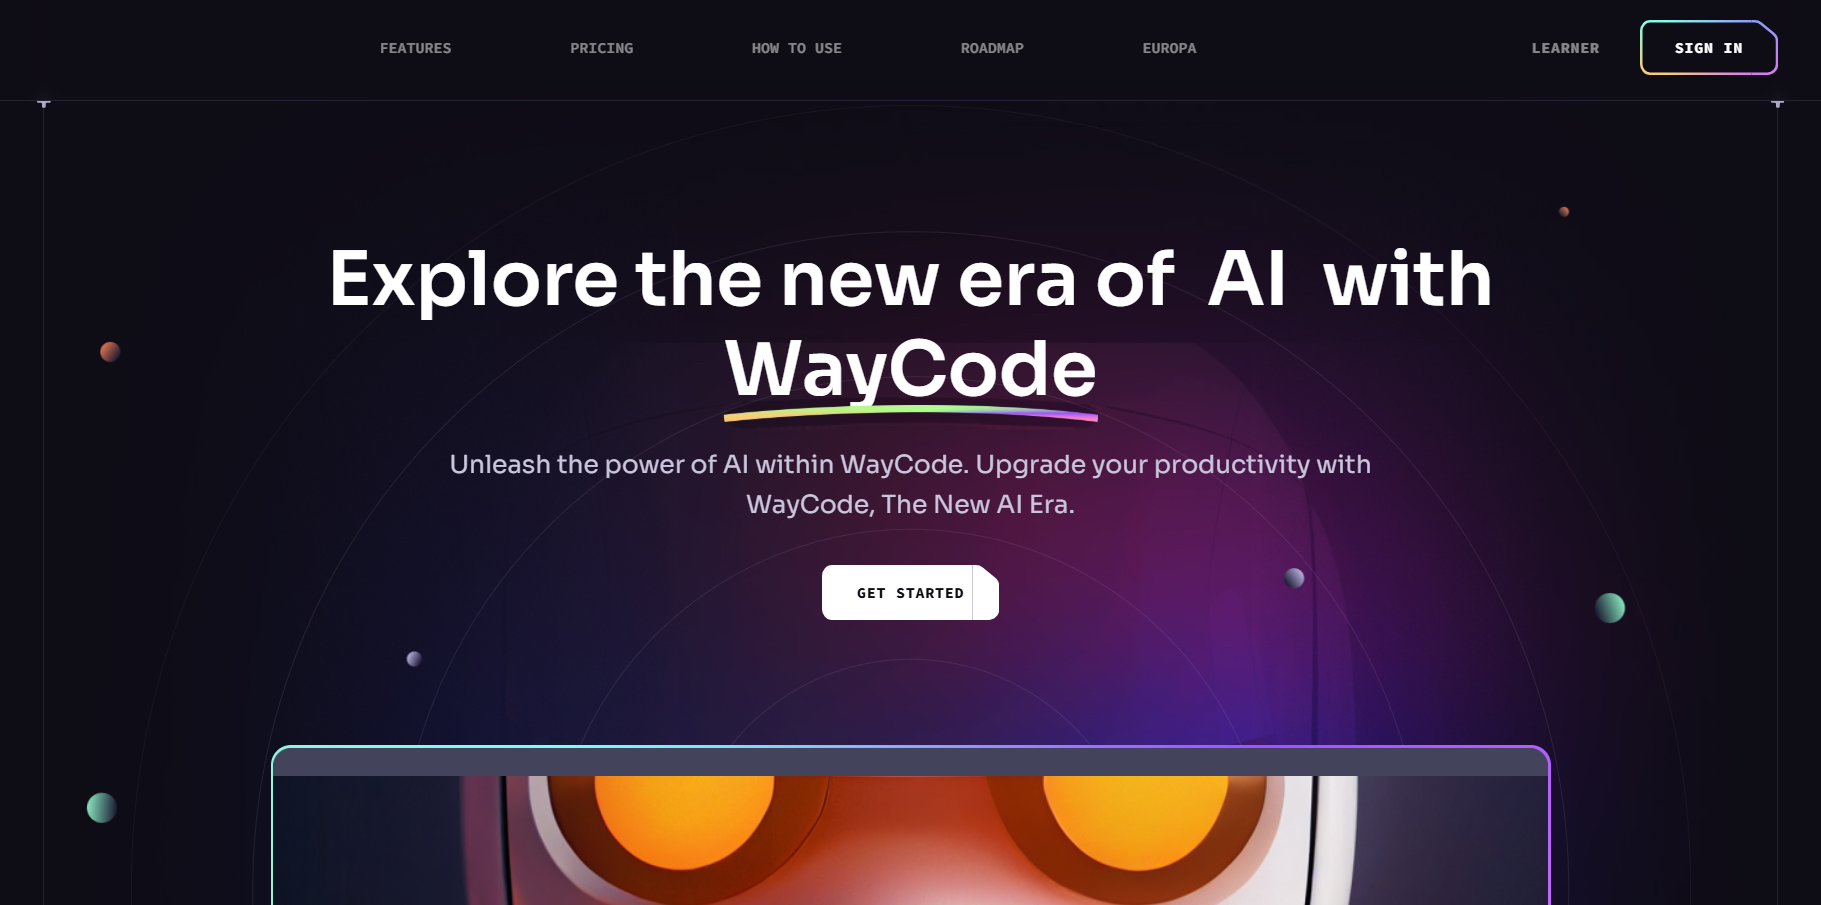 FEATURES PRICING HOW TO USE ROADMAP EUROPA LEARNER SIGN IN
Explore the new era of AI with
WayCode
Unleash the power of AI within WayCode. Upgrade your productivity with
WayCode, The New AI Era.
GET STARTED